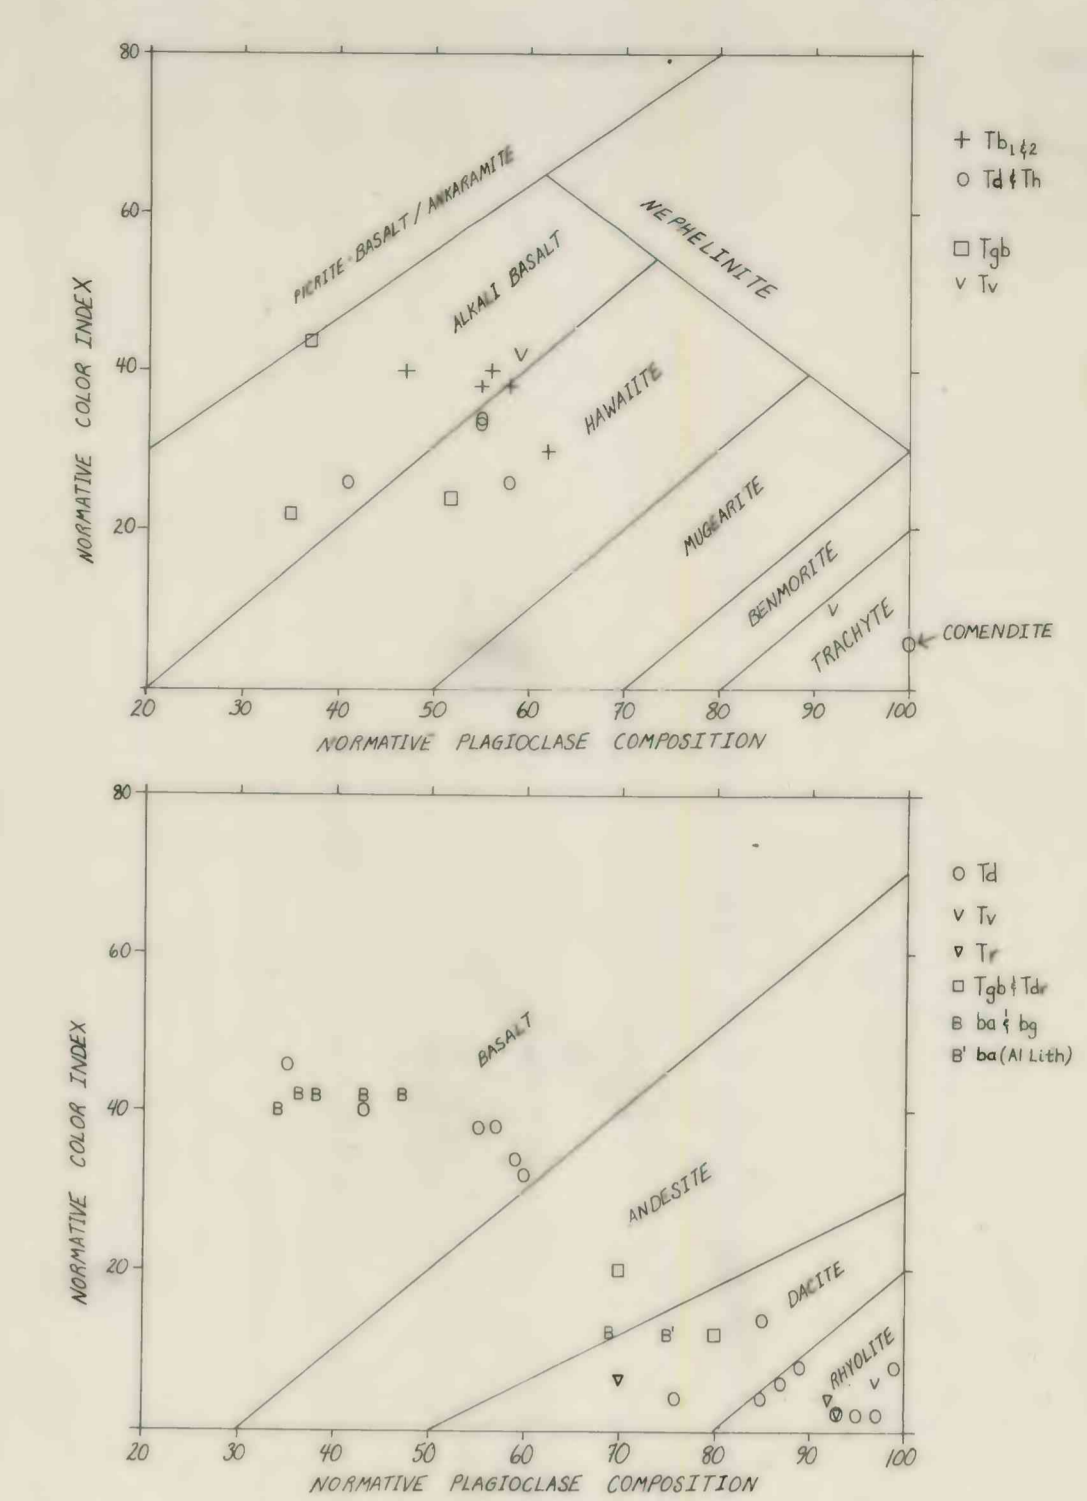 80
60
40
20
NORMATIVE COLOR INDEX
PICRITE-BASALT / ANKARAMITE
ALKALI BASALT
NEPHELINITE
HAWAIITE
MUGEARITE
BENMORITE
TRACHYTE
COMENDITE
20 30 40 50 60 70 80 90 100
NORMATIVE PLAGIOCLASE COMPOSITION
+ Tb1&2
O Td & Th
□ Tgb
v Tv
80
60
40
20
NORMATIVE COLOR INDEX
BASALT
ANDESITE
DACITE
RHYOLITE
B B B B B
B B'
20 30 40 50 60 70 80 90 100
NORMATIVE PLAGIOCLASE COMPOSITION
O Td
v Tv
▽ Tr
□ Tgb & Tdr
B ba & bg
B' ba (Al Lith)